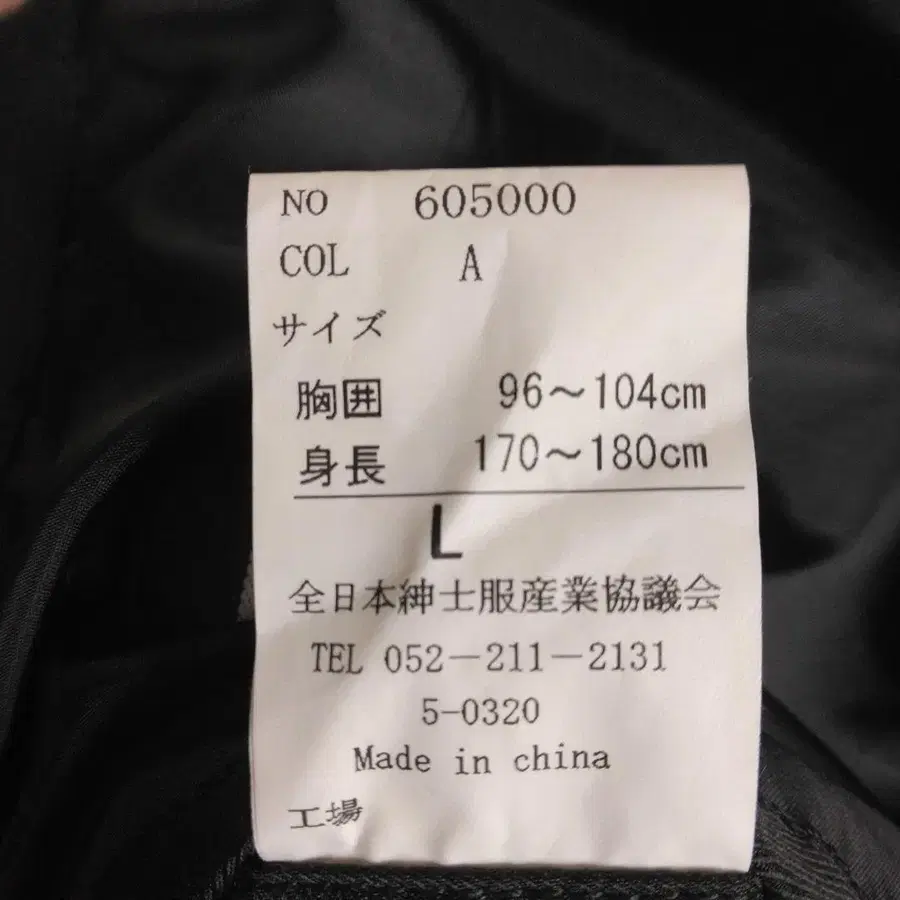 NO 605000
COL A
サイズ
胸囲 96～104cm
身長 170～180cm
L
全日本紳士服産業協議会
TEL 052－211－2131
5-0320
Made in china
工場